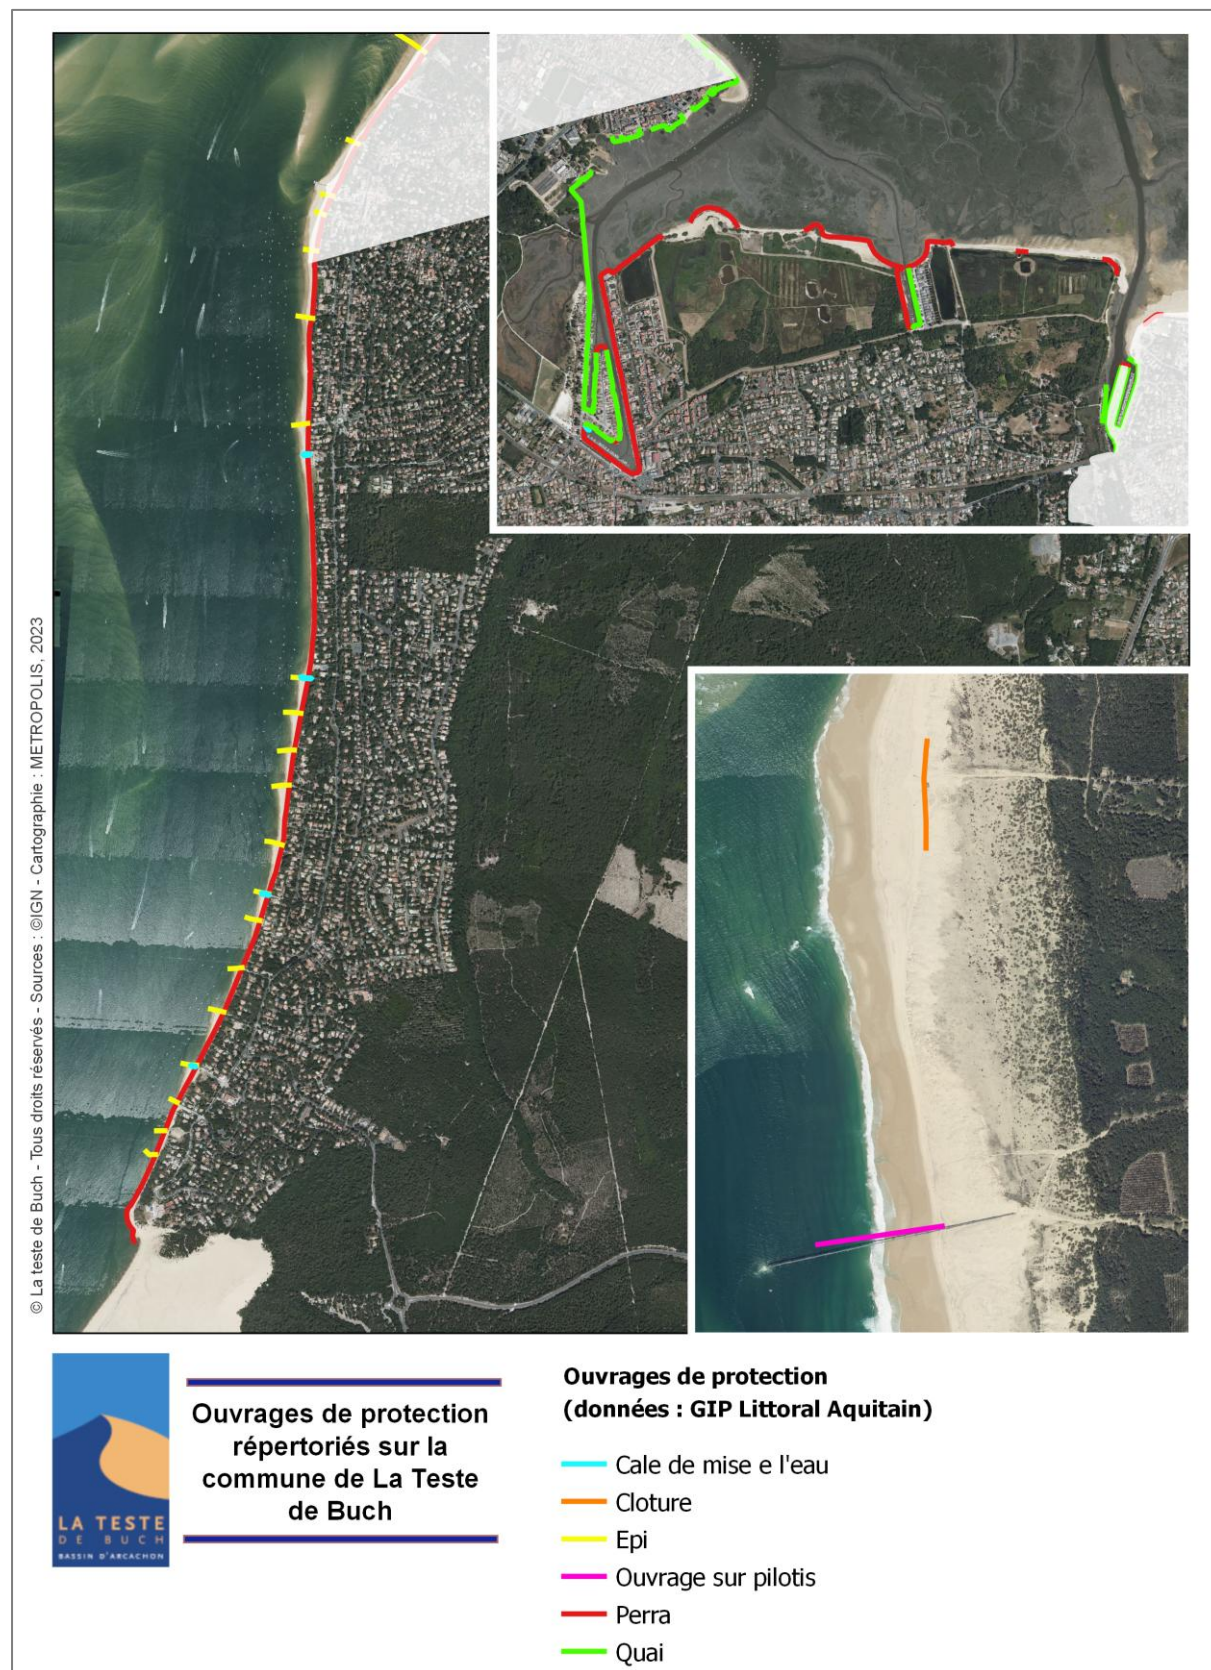 © La teste de Buch - Tous droits réservés - Sources : ©IGN - Cartographie : METROPOLIS, 2023
LA TESTE
DE BUCH
BASSIN D'ARCACHON
Ouvrages de protection
répertoriés sur la
commune de La Teste
de Buch
Ouvrages de protection
(données : GIP Littoral Aquitain)
Cale de mise e l'eau
Cloture
Epi
Ouvrage sur pilotis
Perra
Quai